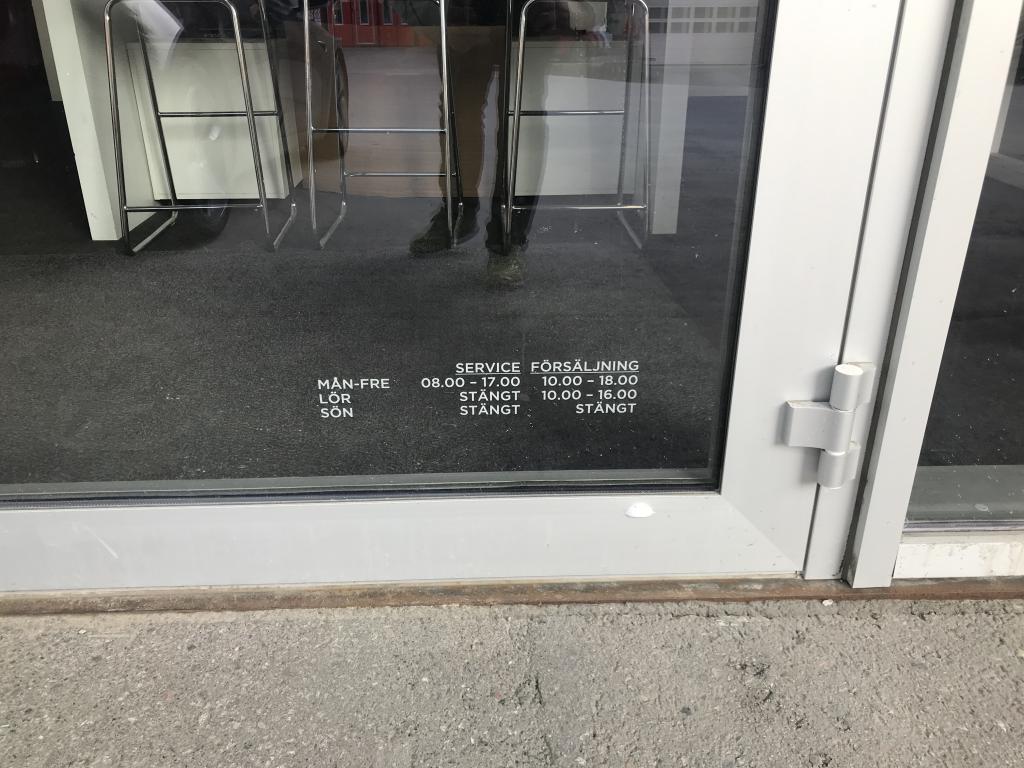 SERVICE FÖRSÄLJNING
MÅN-FRE 08.00 – 17.00 10.00 – 18.00
LÖR STÄNGT 10.00 – 16.00
SÖN STÄNGT STÄNGT